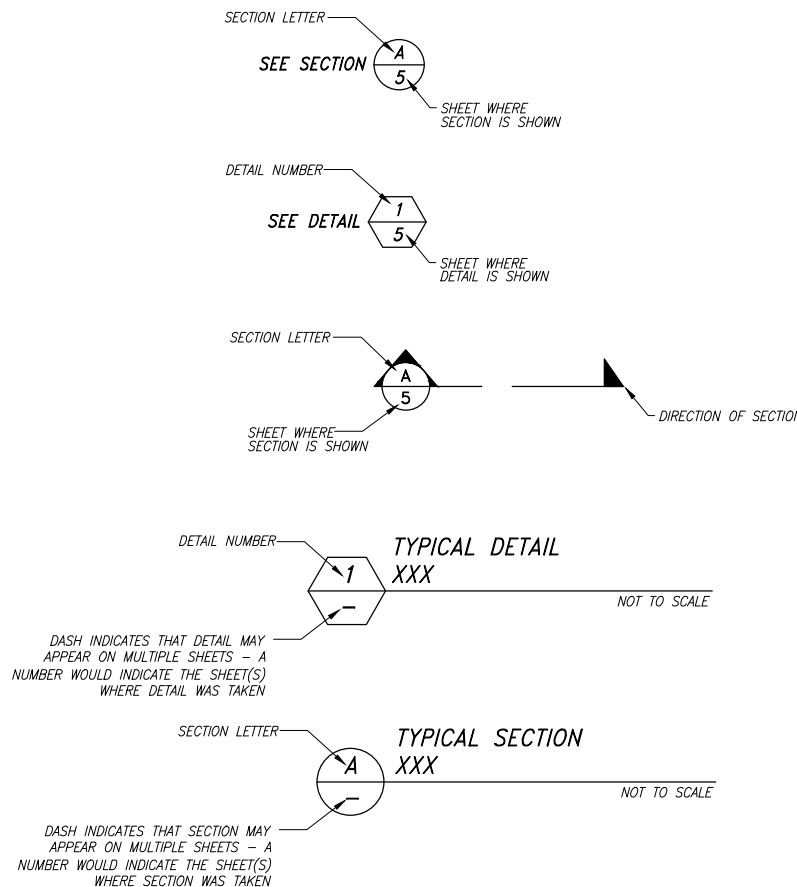 SECTION LETTER
A
SEE SECTION
5
SHEET WHERE
SECTION IS SHOWN
DETAIL NUMBER
1
SEE DETAIL
5
SHEET WHERE
DETAIL IS SHOWN
SECTION LETTER
A
5
DIRECTION OF SECTION
SHEET WHERE
SECTION IS SHOWN
DETAIL NUMBER
TYPICAL DETAIL
1
XXX
NOT TO SCALE
–
DASH INDICATES THAT DETAIL MAY
APPEAR ON MULTIPLE SHEETS – A
NUMBER WOULD INDICATE THE SHEET(S)
WHERE DETAIL WAS TAKEN
SECTION LETTER
TYPICAL SECTION
A
XXX
NOT TO SCALE
–
DASH INDICATES THAT SECTION MAY
APPEAR ON MULTIPLE SHEETS – A
NUMBER WOULD INDICATE THE SHEET(S)
WHERE SECTION WAS TAKEN